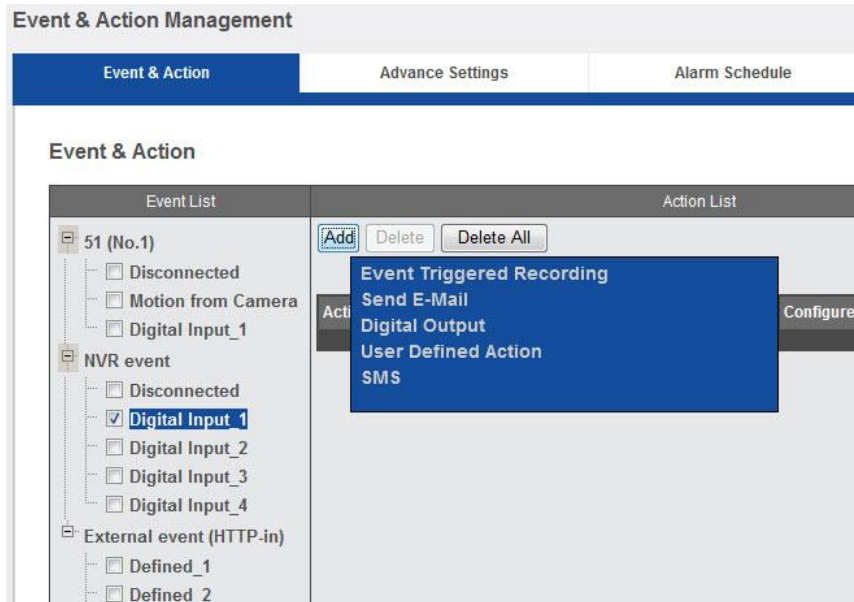 Event & Action Management
Event & Action Advance Settings Alarm Schedule
Event & Action
Event List Action List
51 (No.1)
Disconnected
Motion from Camera
Digital Input_1
NVR event
Disconnected
Digital Input_1
Digital Input_2
Digital Input_3
Digital Input_4
External event (HTTP-in)
Defined_1
Defined_2
Add Delete Delete All
Event Triggered Recording
Send E-Mail
Digital Output
User Defined Action
SMS
Acti Configure